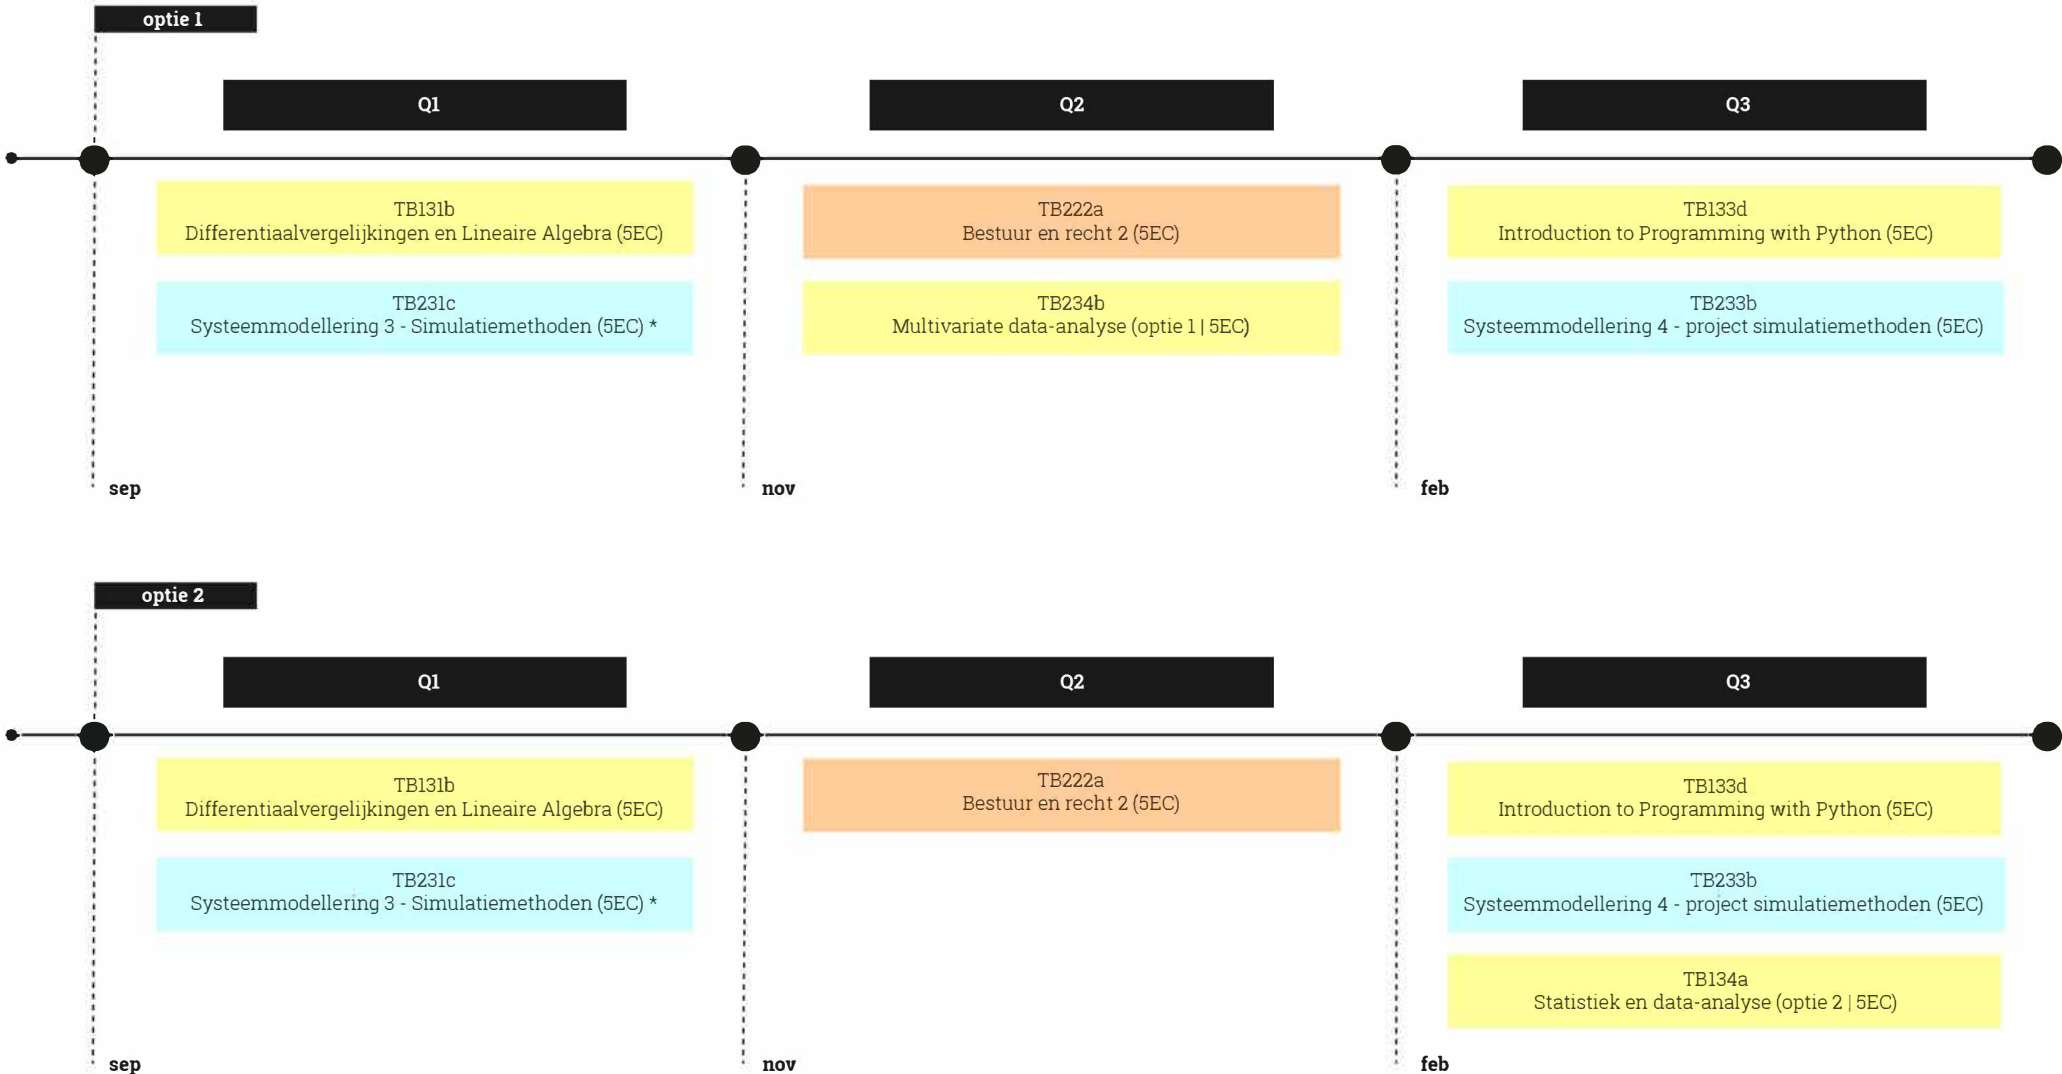 optie 1
Q1
Q2
Q3
TB131b
Differentiaalvergelijkingen en Lineaire Algebra (5EC)
TB222a
Bestuur en recht 2 (5EC)
TB133d
Introduction to Programming with Python (5EC)
TB231c
Systeemmodellering 3 - Simulatiemethoden (5EC) *
TB234b
Multivariate data-analyse (optie 1 | 5EC)
TB233b
Systeemmodellering 4 - project simulatiemethoden (5EC)
sep
nov
feb
optie 2
Q1
Q2
Q3
TB131b
Differentiaalvergelijkingen en Lineaire Algebra (5EC)
TB222a
Bestuur en recht 2 (5EC)
TB133d
Introduction to Programming with Python (5EC)
TB231c
Systeemmodellering 3 - Simulatiemethoden (5EC) *
TB233b
Systeemmodellering 4 - project simulatiemethoden (5EC)
TB134a
Statistiek en data-analyse (optie 2 | 5EC)
sep
nov
feb